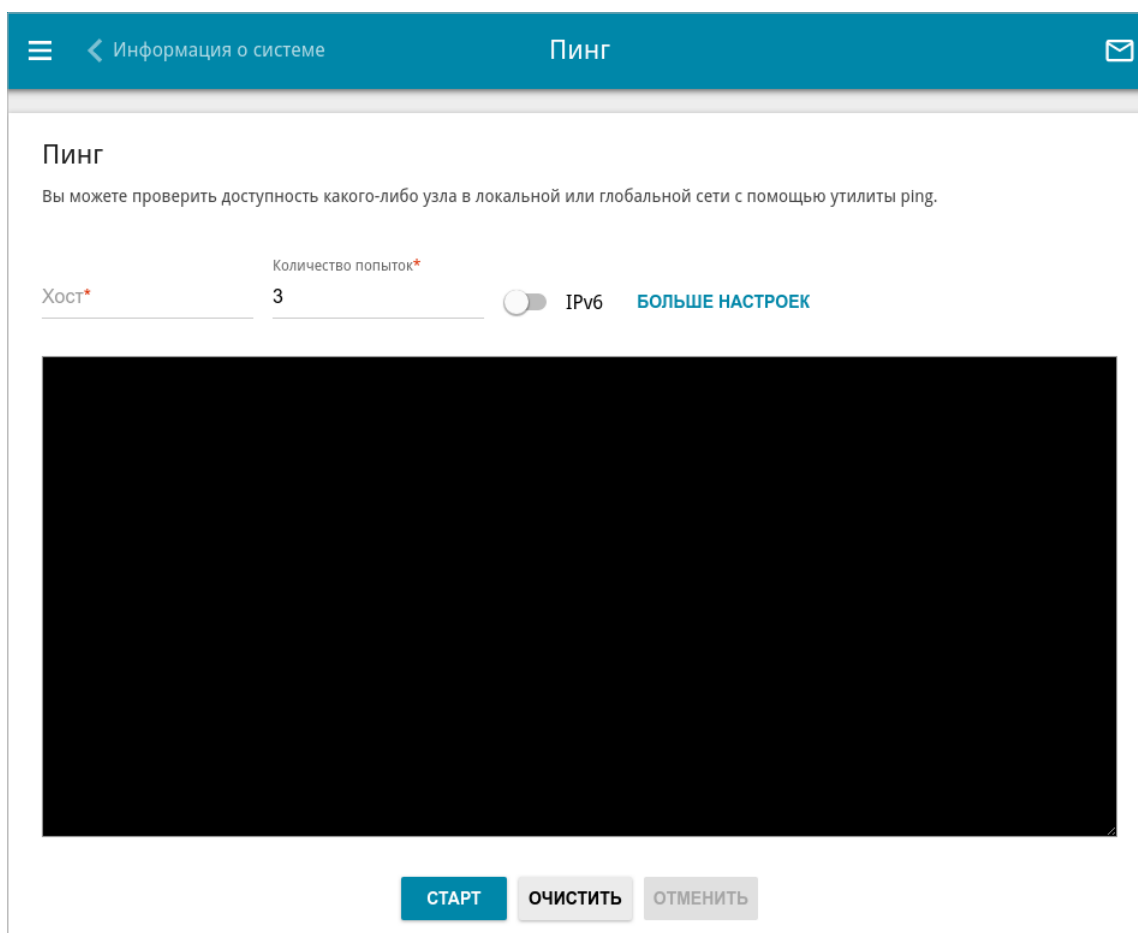 Информация о системе
Пинг
Пинг
Вы можете проверить доступность какого-либо узла в локальной или глобальной сети с помощью утилиты ping.
Количество попыток*
Хост*
3
IPv6
БОЛЬШЕ НАСТРОЕК
СТАРТ
ОЧИСТИТЬ
ОТМЕНИТЬ